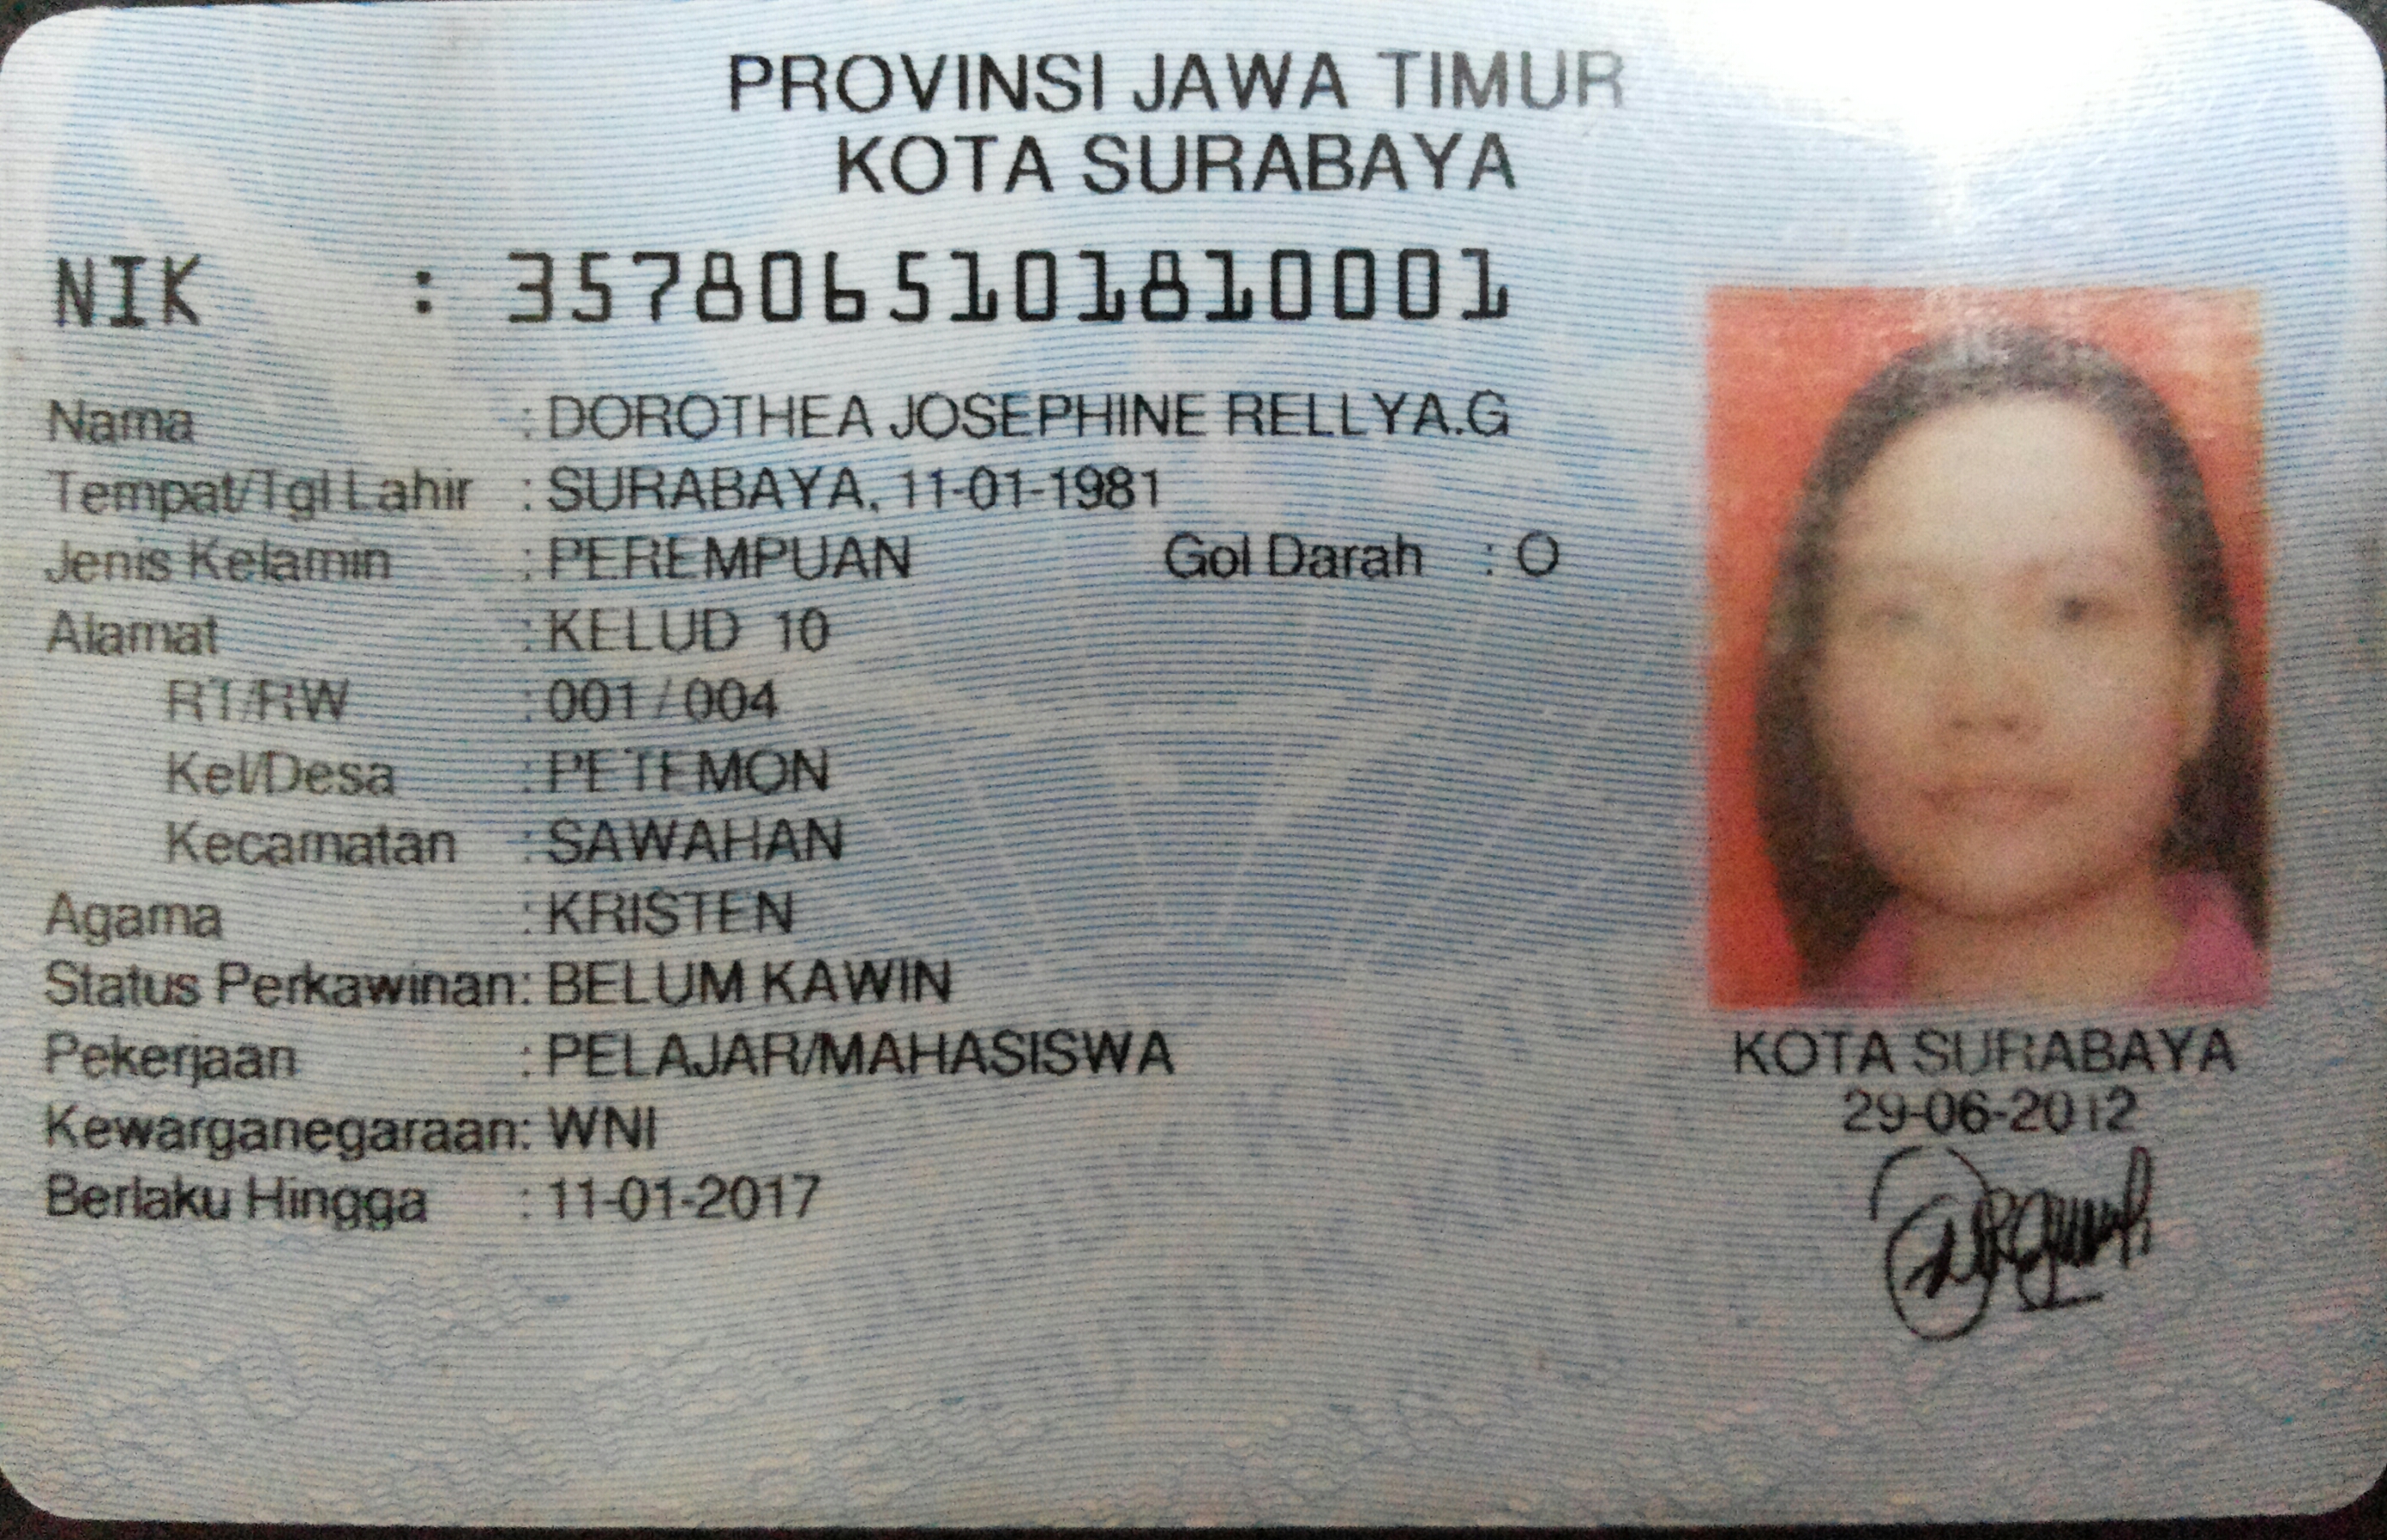 PROVINSI JAWA TIMUR
KOTA SURABAYA
NIK : 3578065101810001
Nama : DOROTHEA JOSEPHINE RELLYA.G
Tempat/Tgl Lahir : SURABAYA, 11-01-1981
Jenis Kelamin : PEREMPUAN Gol Darah : O
Alamat : KELUD 10
RT/RW : 001 / 004
Kel/Desa : PETEMON
Kecamatan : SAWAHAN
Agama : KRISTEN
Status Perkawinan: BELUM KAWIN
Pekerjaan : PELAJAR/MAHASISWA
Kewarganegaraan: WNI
Berlaku Hingga : 11-01-2017
KOTA SURABAYA
29-06-2012